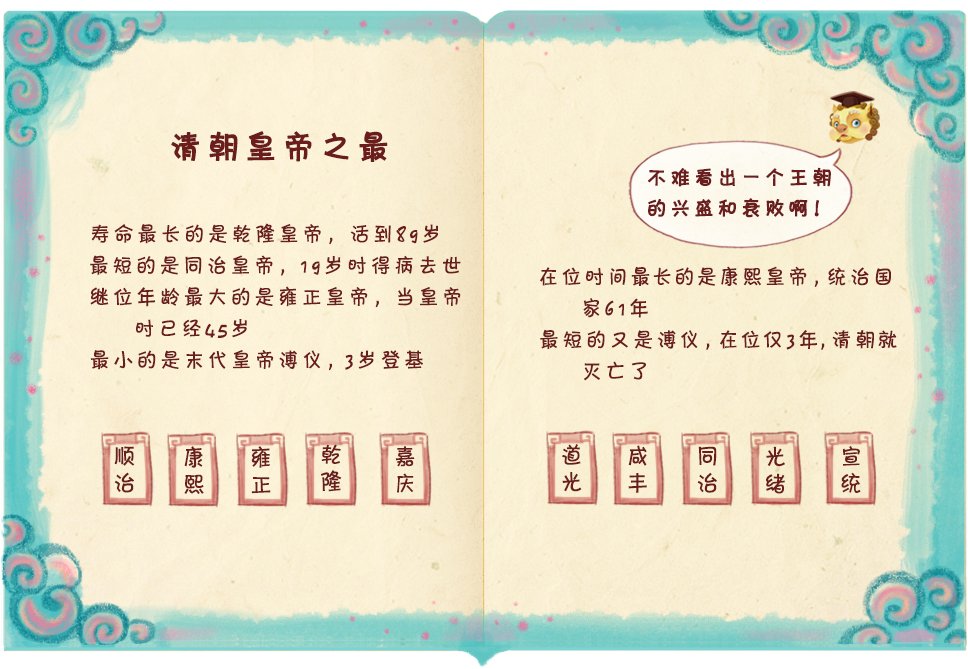 清朝皇帝之最
寿命最长的是乾隆皇帝，活到89岁
最短的是同治皇帝，19岁时得病去世
继位年龄最大的是雍正皇帝，当皇帝
时已经45岁
最小的是末代皇帝溥仪，3岁登基
顺治
康熙
雍正
乾隆
嘉庆
不难看出一个王朝
的兴盛和衰败啊！
在位时间最长的是康熙皇帝，统治国
家61年
最短的又是溥仪，在位仅3年，清朝就
灭亡了
道光
咸丰
同治
光绪
宣统